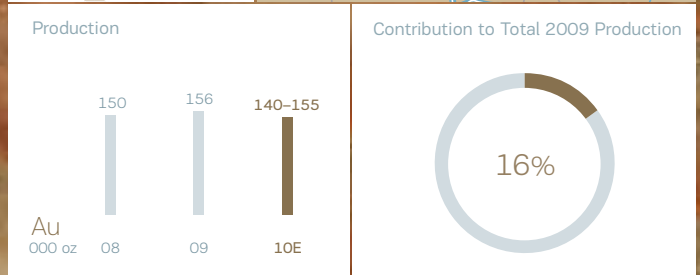 Production
150
156
140–155
Au
000 oz
08
09
10E
Contribution to Total 2009 Production
16%